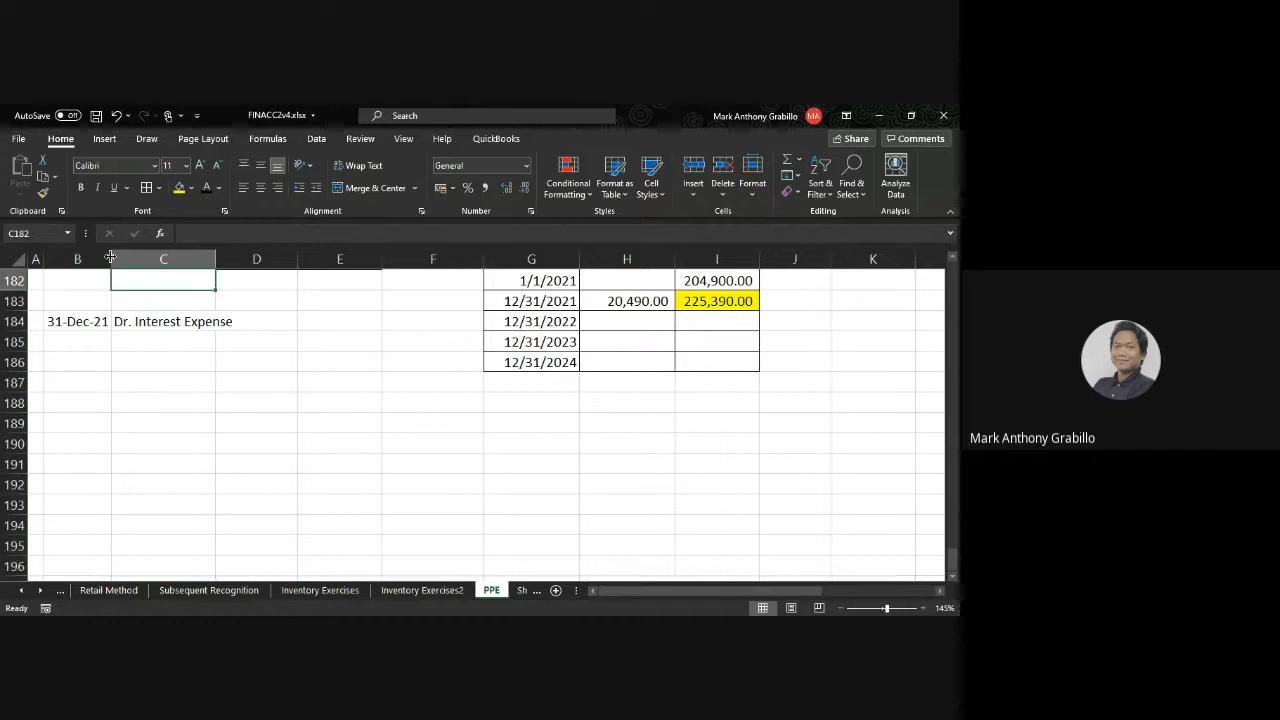 AutoSave Off FINACC2v4.xlsx Search Mark Anthony Grabillo MA
File Home Insert Draw Page Layout Formulas Data Review View Help QuickBooks Share Comments
Paste Calibri 11 A A Wrap Text General Conditional Formatting Format as Table Cell Styles Insert Delete Format Sort & Filter Find & Select Analyze Data
B I U A Merge & Center % 9
Clipboard Font Alignment Number Styles Cells Editing Analysis
C182 fx
A B C D E F G H I J K
182 1/1/2021 204,900.00
183 12/31/2021 20,490.00 225,390.00
184 31-Dec-21 Dr. Interest Expense 12/31/2022
185 12/31/2023
186 12/31/2024
187
188
189
190
191
192
193
194
195
196
... Retail Method Subsequent Recognition Inventory Exercises Inventory Exercises2 PPE Sh ...
Ready 145%
Mark Anthony Grabillo